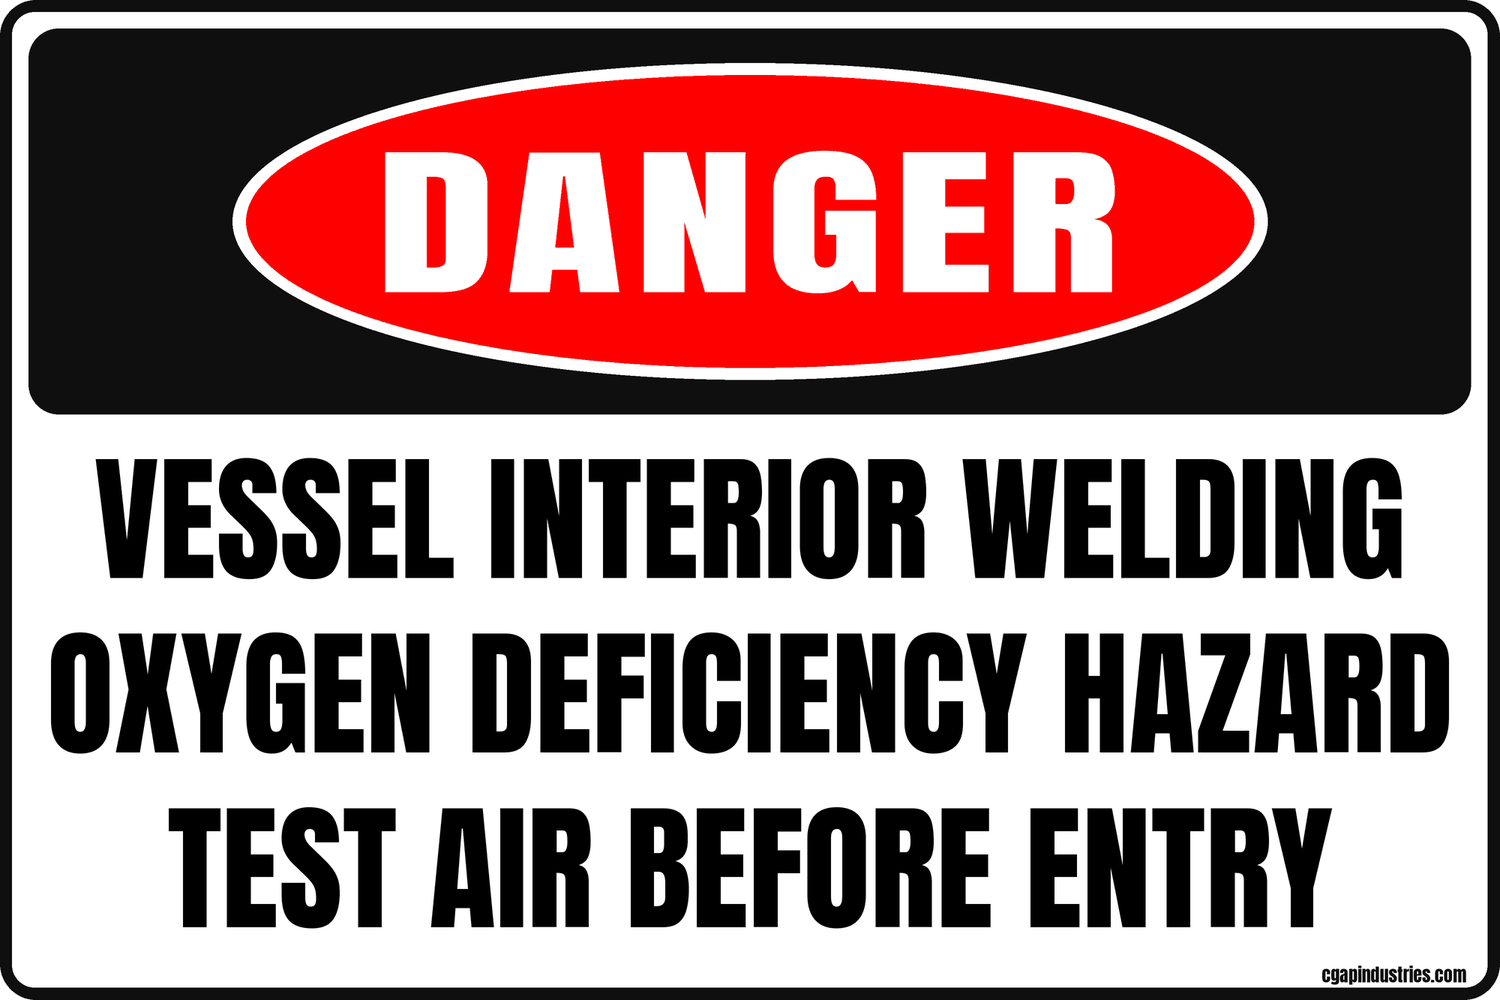 DANGER
VESSEL INTERIOR WELDING
OXYGEN DEFICIENCY HAZARD
TEST AIR BEFORE ENTRY
cgapindustries.com